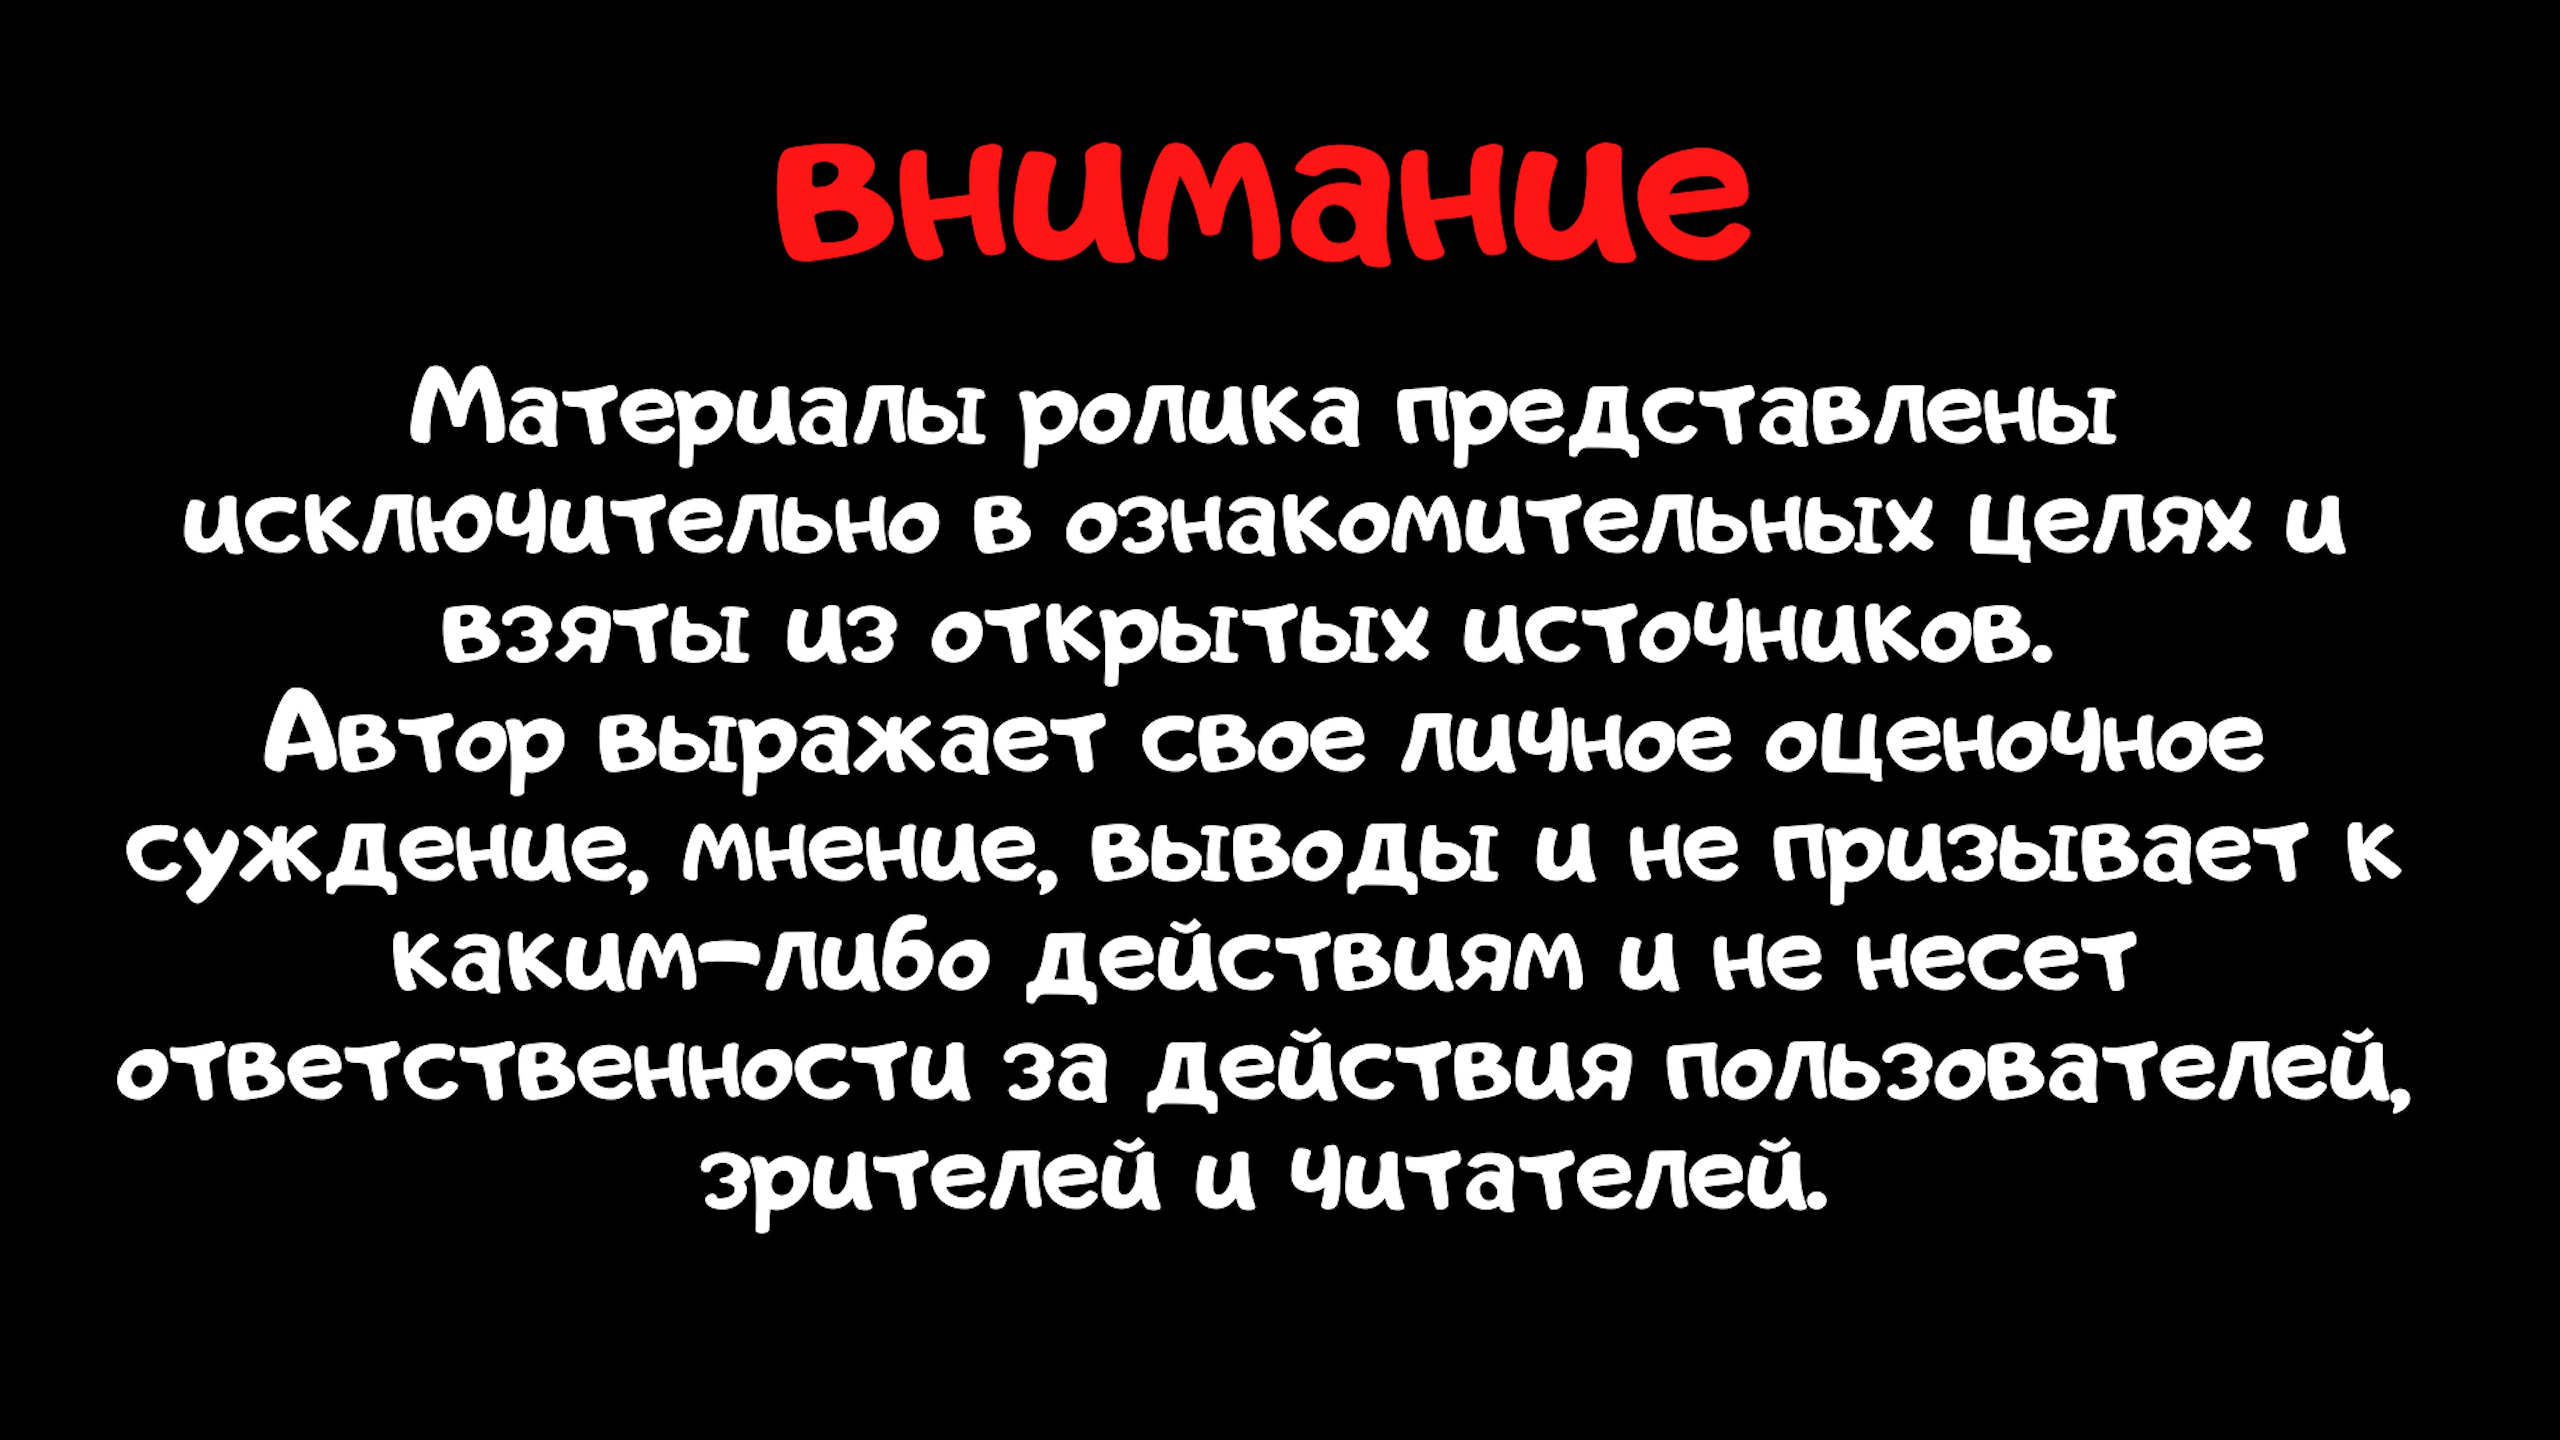 внимание
Материалы ролика представлены
исключительно в ознакомительных целях и
взяты из открытых источников.
Автор выражает свое личное оценочное
суждение, мнение, выводы и не призывает к
каким-либо действиям и не несет
ответственности за действия пользователей,
зрителей и читателей.